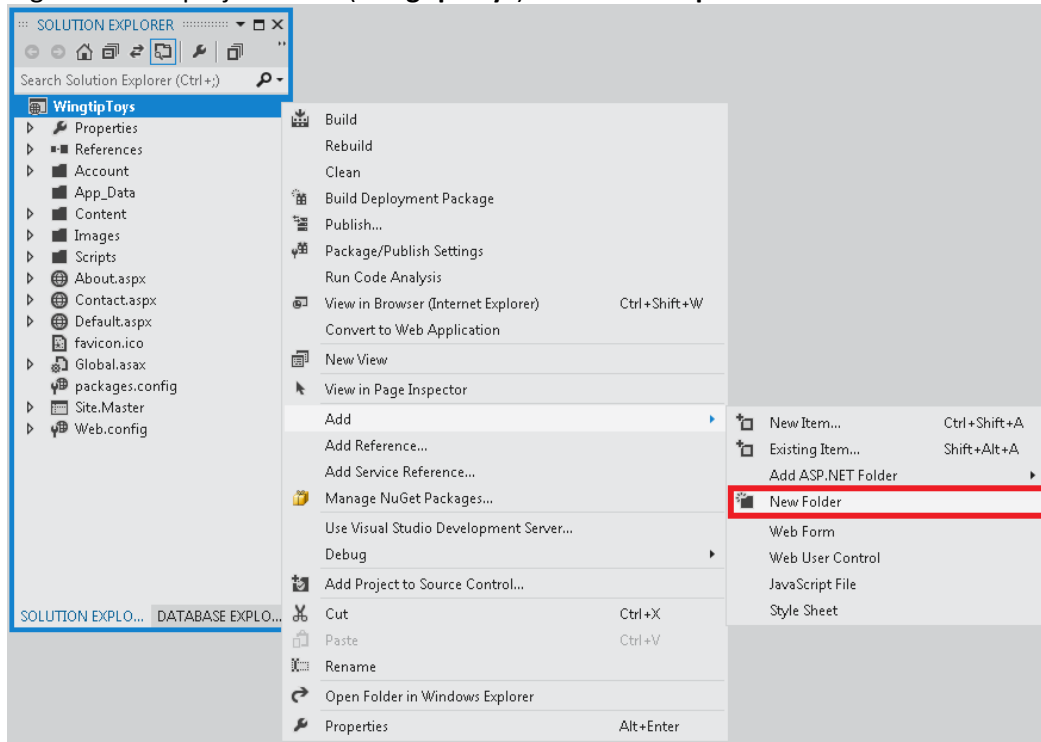 SOLUTION EXPLORER
Search Solution Explorer (Ctrl+;)
WingtipToys
Properties
References
Account
App_Data
Content
Images
Scripts
About.aspx
Contact.aspx
Default.aspx
favicon.ico
Global.asax
packages.config
Site.Master
Web.config
SOLUTION EXPLO... DATABASE EXPLO...
Build
Rebuild
Clean
Build Deployment Package
Publish...
Package/Publish Settings
Run Code Analysis
View in Browser (Internet Explorer) Ctrl+Shift+W
Convert to Web Application
New View
View in Page Inspector
Add
Add Reference...
Add Service Reference...
Manage NuGet Packages...
Use Visual Studio Development Server...
Debug
Add Project to Source Control...
Cut Ctrl+X
Paste Ctrl+V
Rename
Open Folder in Windows Explorer
Properties Alt+Enter
New Item... Ctrl+Shift+A
Existing Item... Shift+Alt+A
Add ASP.NET Folder
New Folder
Web Form
Web User Control
JavaScript File
Style Sheet